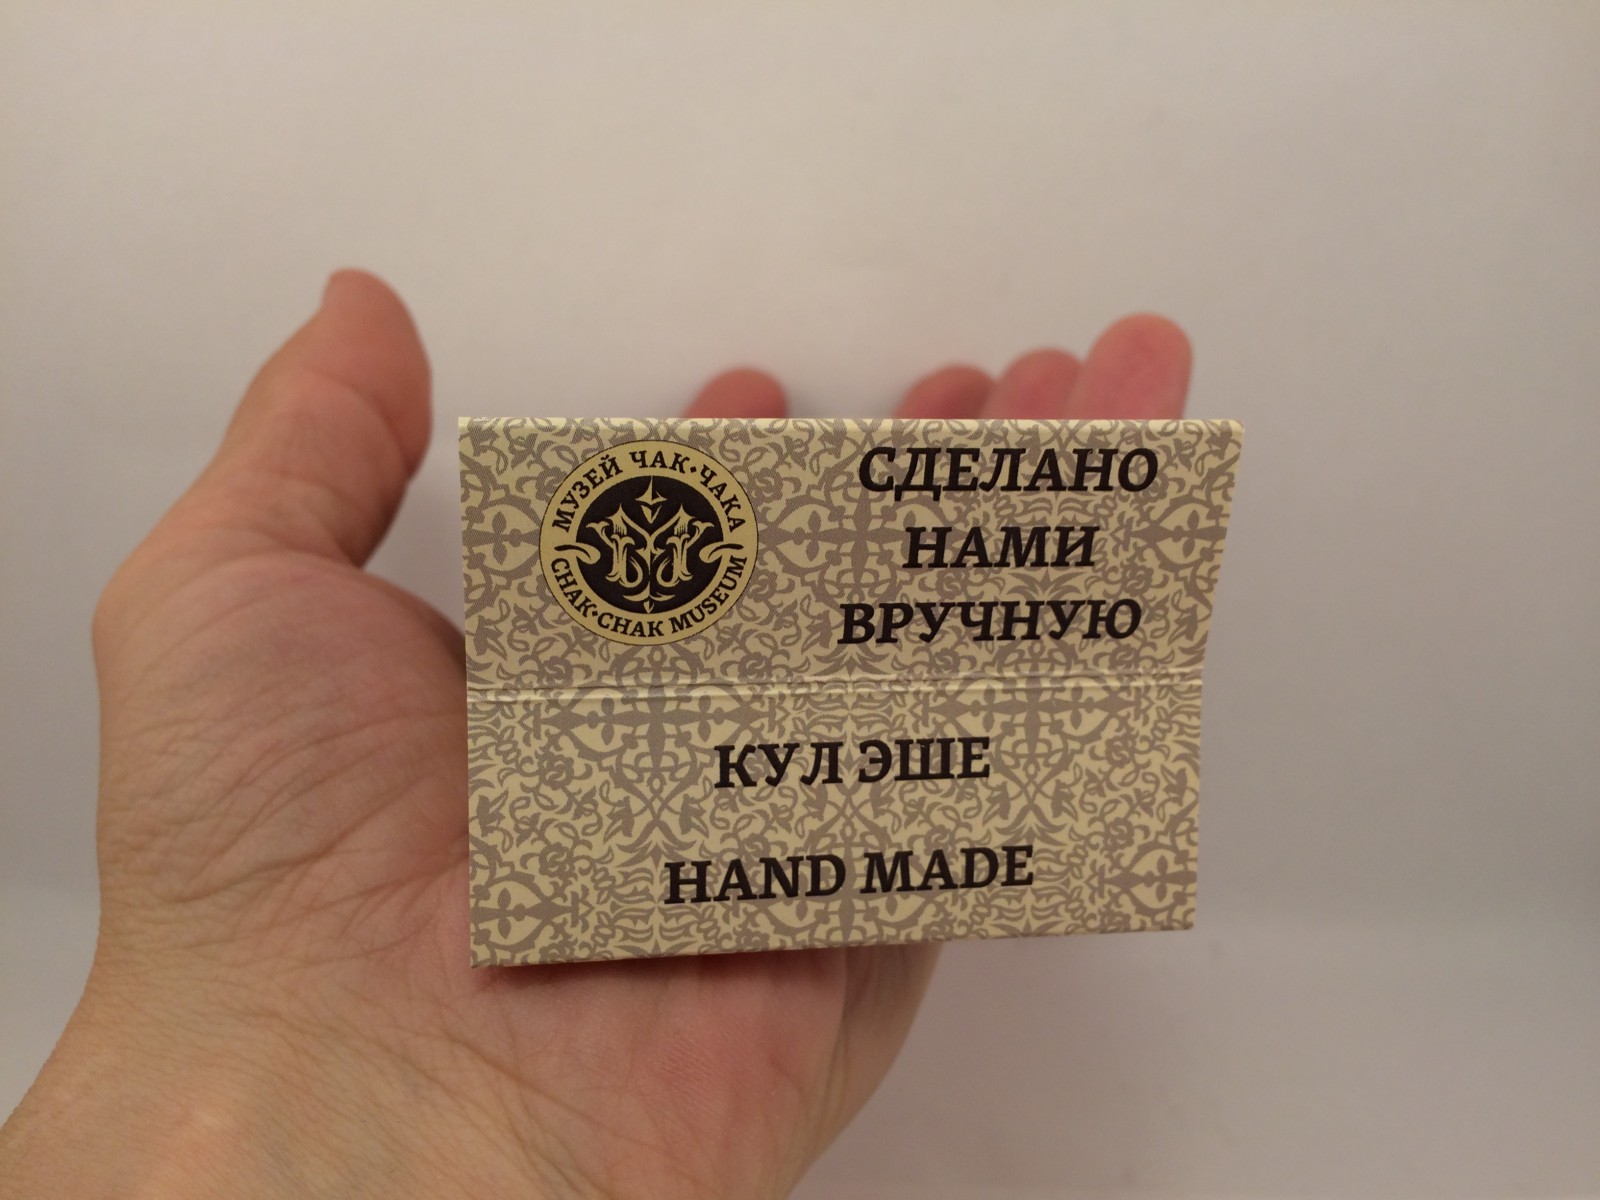 МУЗЕЙ ЧАК·ЧАКА
CHAK·CHAK MUSEUM
СДЕЛАНО
НАМИ
ВРУЧНУЮ
КУЛ ЭШЕ
HAND MADE